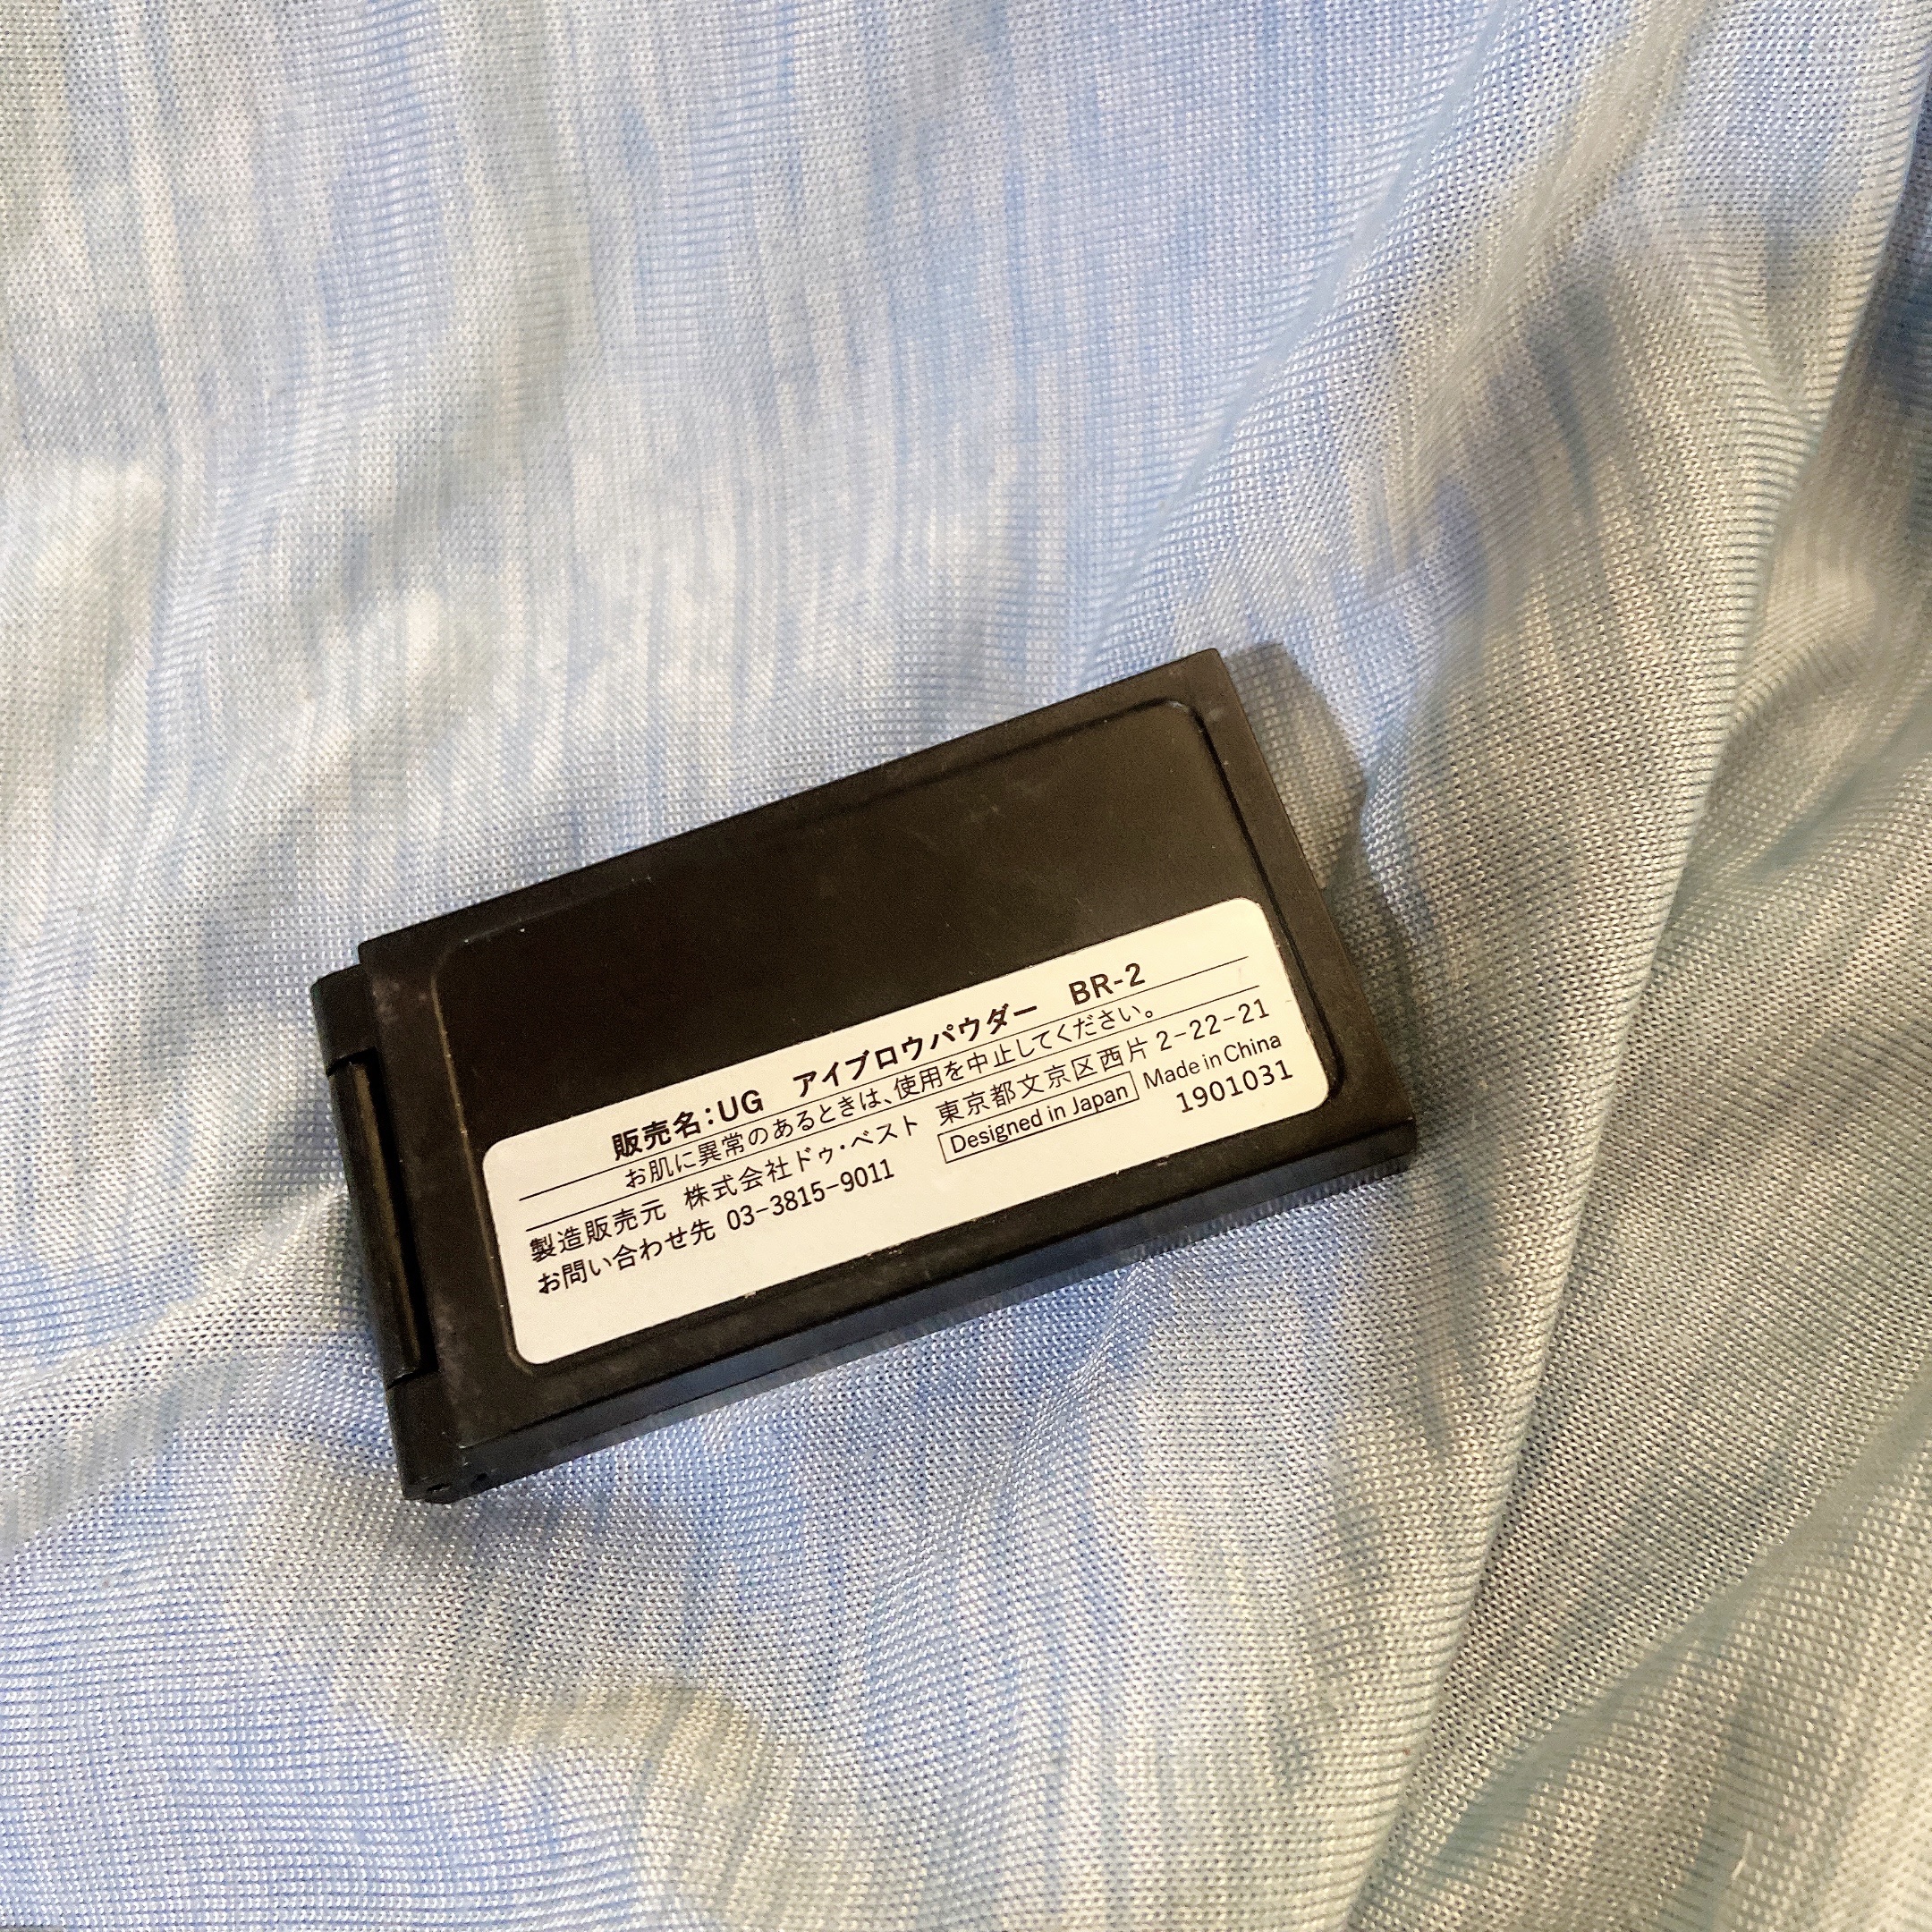 販売名：UG アイブロウパウダー BR-2
お肌に異常のあるときは、使用を中止してください。
製造販売元 株式会社ドゥ・ベスト 東京都文京区西片 2-22-21
お問い合わせ先 03-3815-9011 Designed in Japan Made in China
1901031